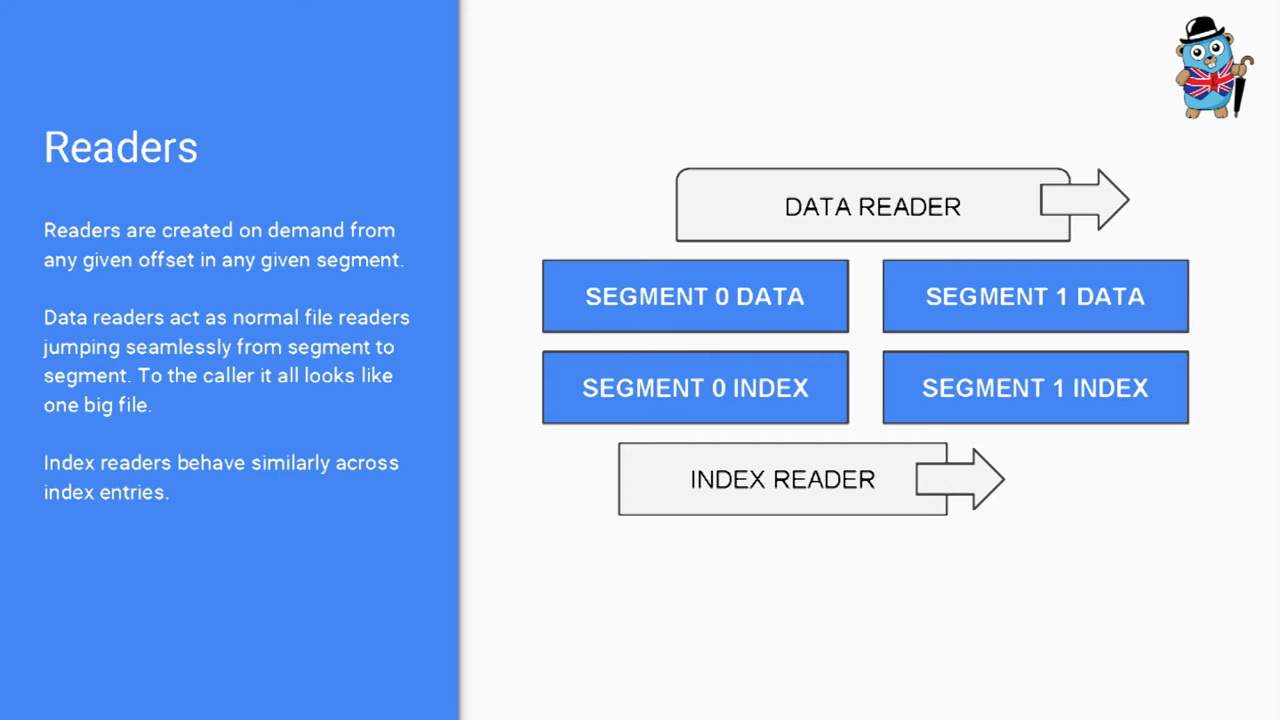 Readers
Readers are created on demand from
any given offset in any given segment.
Data readers act as normal file readers
jumping seamlessly from segment to
segment. To the caller it all looks like
one big file.
Index readers behave similarly across
index entries.
DATA READER
SEGMENT 0 DATA
SEGMENT 1 DATA
SEGMENT 0 INDEX
SEGMENT 1 INDEX
INDEX READER